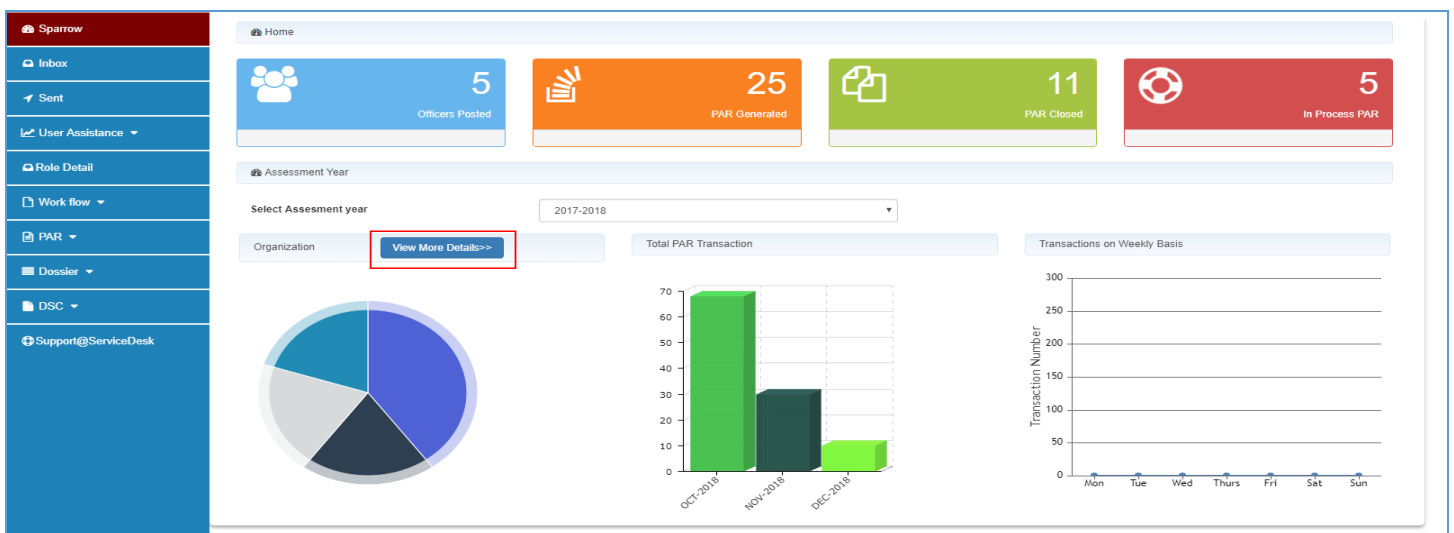 Sparrow
Inbox
Sent
User Assistance
Role Detail
Work flow
PAR
Dossier
DSC
Support@ServiceDesk
Home
5
Officers Posted
25
PAR Generated
11
PAR Closed
5
In Process PAR
Assessment Year
Select Assesment year
2017-2018
Organization
View More Details>>
Total PAR Transaction
70
60
50
40
30
20
10
0
OCT-2018
NOV-2018
DEC-2018
Transactions on Weekly Basis
Transaction Number
300
250
200
150
100
50
0
Mon Tue Wed Thurs Fri Sat Sun